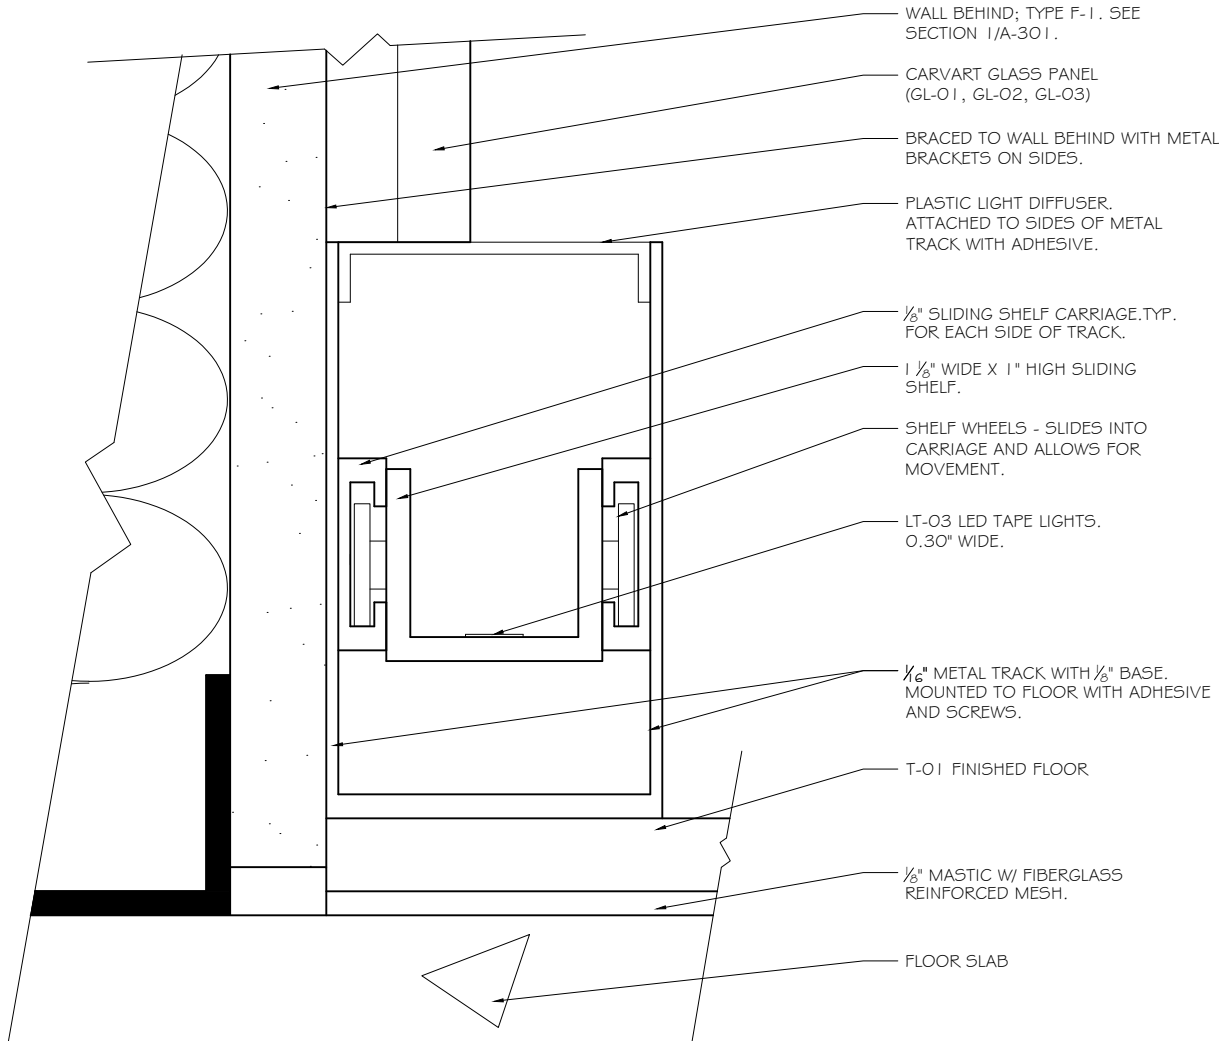 WALL BEHIND; TYPE F-1. SEE
SECTION 1/A-301.
CARVART GLASS PANEL
(GL-01, GL-02, GL-03)
BRACED TO WALL BEHIND WITH METAL
BRACKETS ON SIDES.
PLASTIC LIGHT DIFFUSER.
ATTACHED TO SIDES OF METAL
TRACK WITH ADHESIVE.
1/8" SLIDING SHELF CARRIAGE.TYP.
FOR EACH SIDE OF TRACK.
1 1/8" WIDE X 1" HIGH SLIDING
SHELF.
SHELF WHEELS - SLIDES INTO
CARRIAGE AND ALLOWS FOR
MOVEMENT.
LT-03 LED TAPE LIGHTS.
0.30" WIDE.
1/16" METAL TRACK WITH 1/8" BASE.
MOUNTED TO FLOOR WITH ADHESIVE
AND SCREWS.
T-01 FINISHED FLOOR
1/8" MASTIC W/ FIBERGLASS
REINFORCED MESH.
FLOOR SLAB